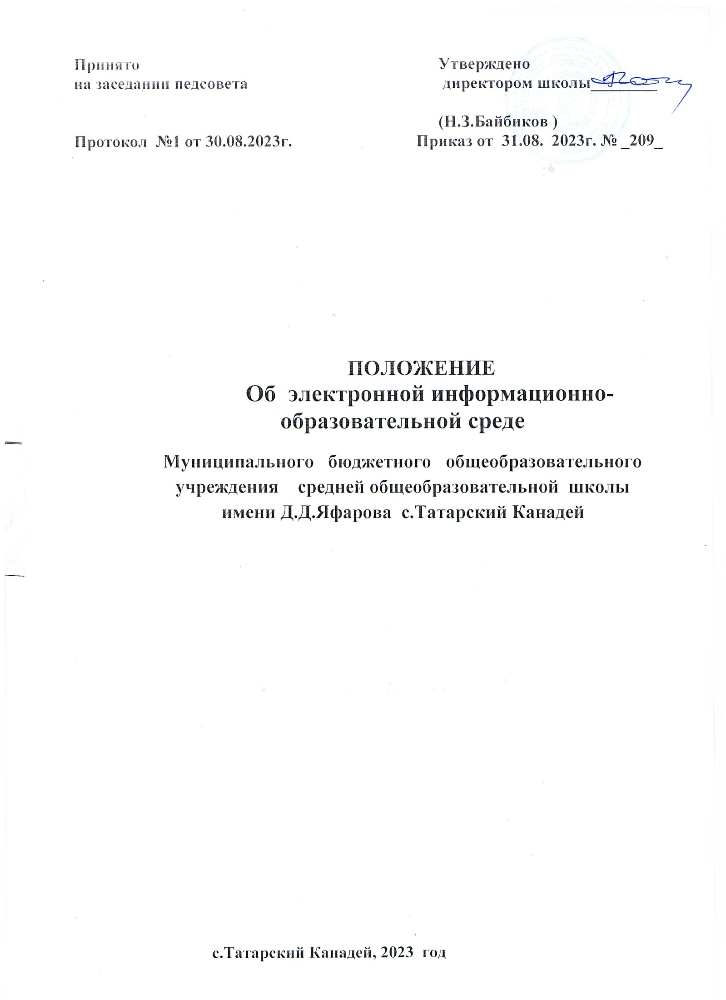 Принято
на заседании педсовета
Протокол №1 от 30.08.2023г.
Утверждено
директором школы
(Н.З.Байбиков )
Приказ от 31.08. 2023г. № _209_
ПОЛОЖЕНИЕ
Об электронной информационно-
образовательной среде
Муниципального бюджетного общеобразовательного
учреждения средней общеобразовательной школы
имени Д.Д.Яфарова с.Татарский Канадей
с.Татарский Канадей, 2023 год